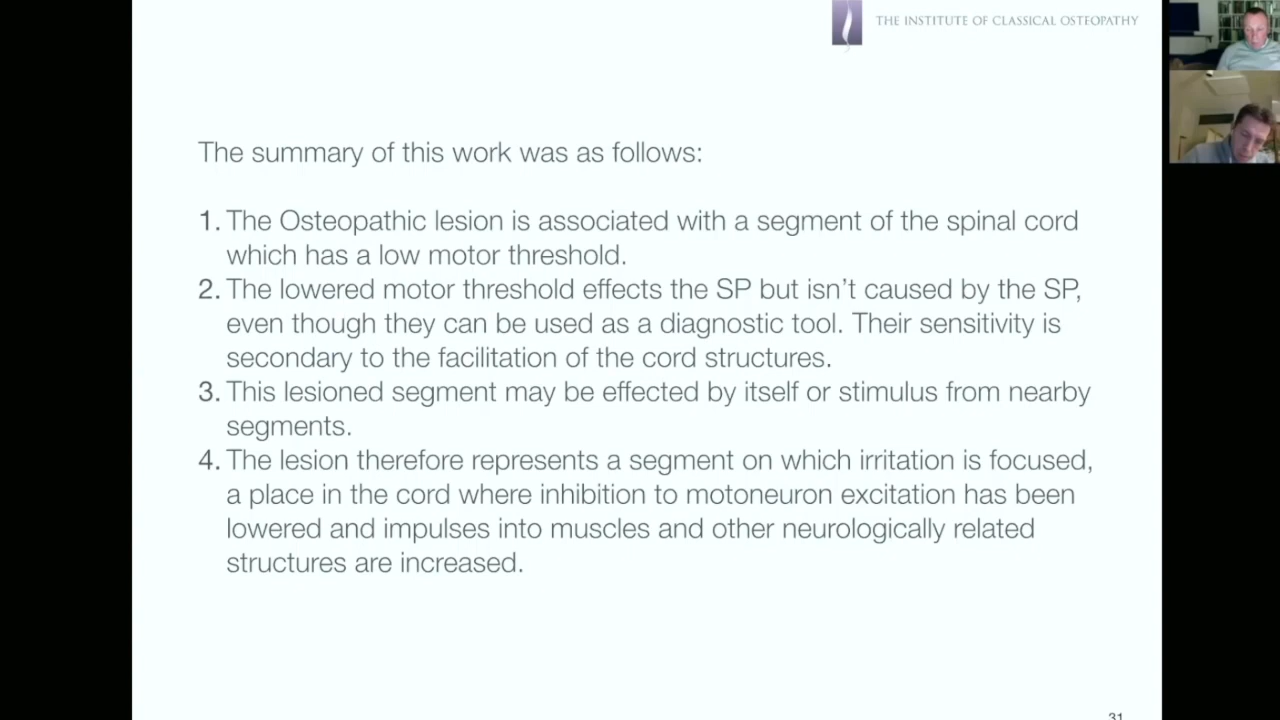 THE INSTITUTE OF CLASSICAL OSTEOPATHY
The summary of this work was as follows:
1. The Osteopathic lesion is associated with a segment of the spinal cord
which has a low motor threshold.
2. The lowered motor threshold effects the SP but isn't caused by the SP,
even though they can be used as a diagnostic tool. Their sensitivity is
secondary to the facilitation of the cord structures.
3. This lesioned segment may be effected by itself or stimulus from nearby
segments.
4. The lesion therefore represents a segment on which irritation is focused,
a place in the cord where inhibition to motoneuron excitation has been
lowered and impulses into muscles and other neurologically related
structures are increased.
31